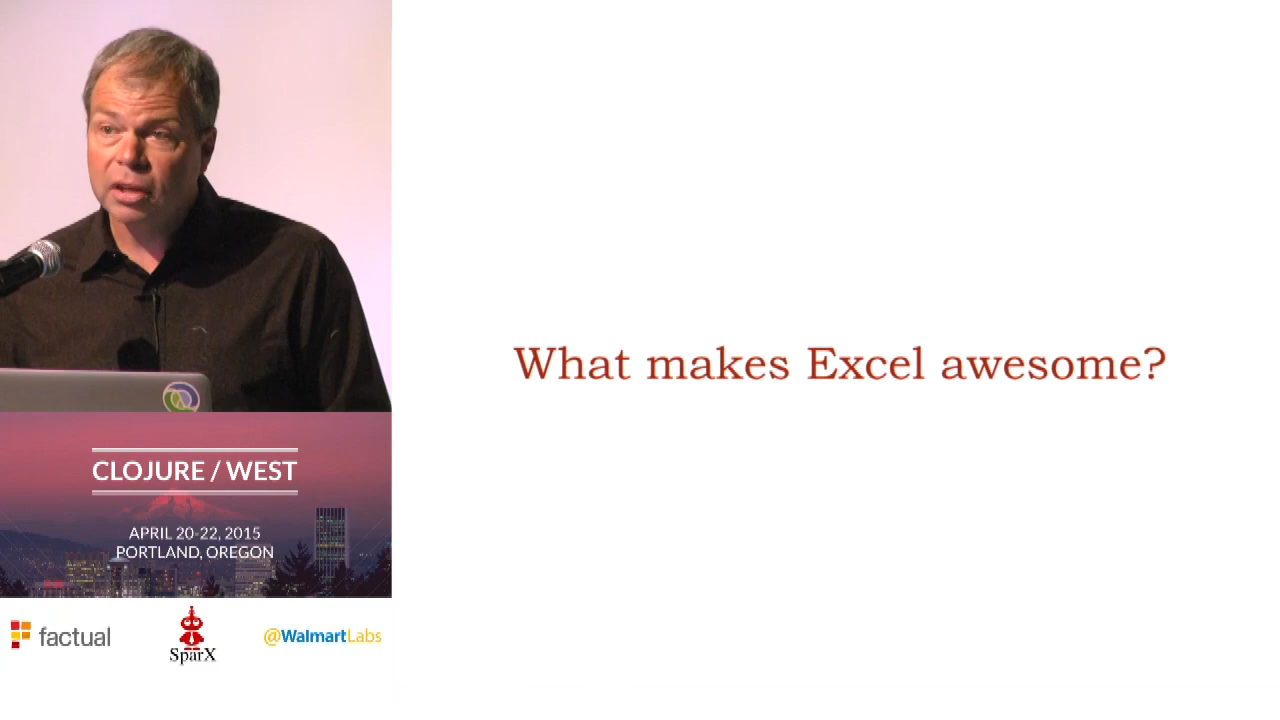 What makes Excel awesome?
CLOJURE / WEST
APRIL 20-22, 2015
PORTLAND, OREGON
factual
SparX
@WalmartLabs